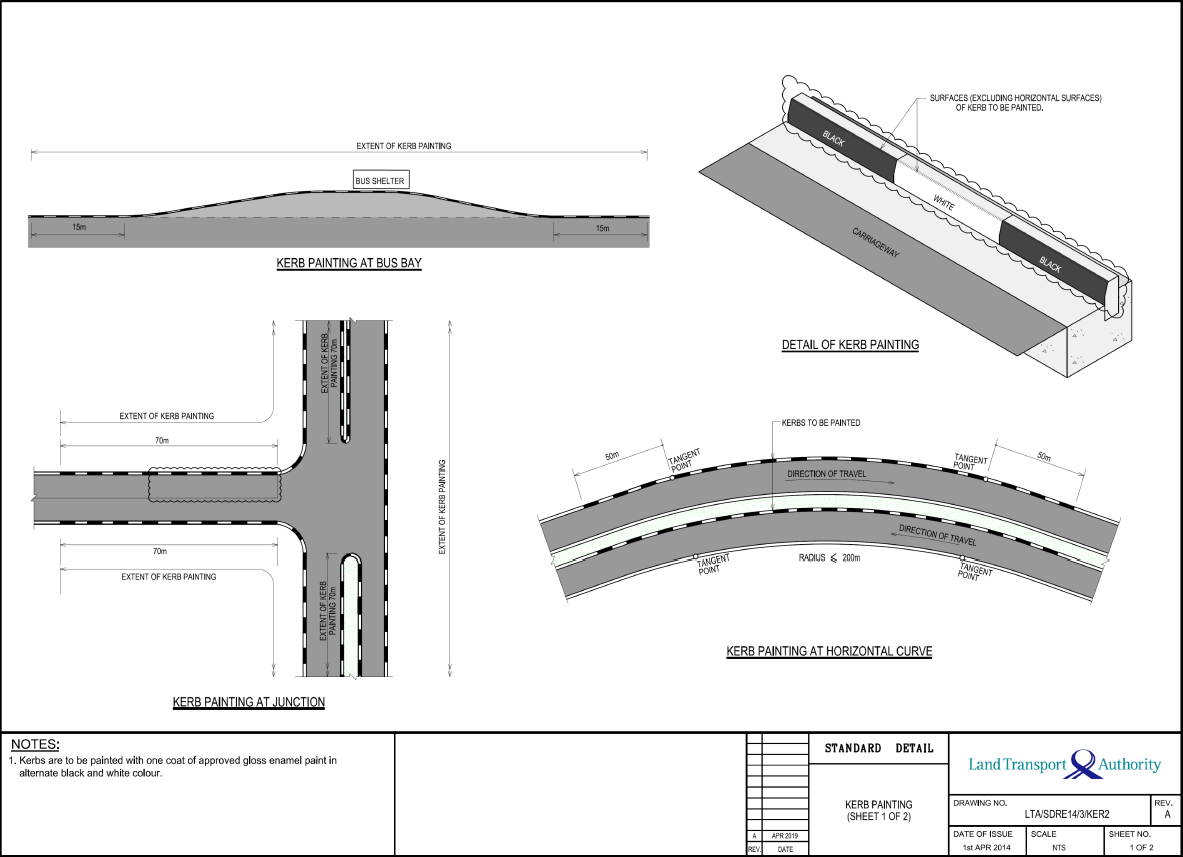 SURFACES (EXCLUDING HORIZONTAL SURFACES)
OF KERB TO BE PAINTED.
BLACK
WHITE
BLACK
CARRIAGEWAY
DETAIL OF KERB PAINTING
EXTENT OF KERB PAINTING
BUS SHELTER
15m
15m
KERB PAINTING AT BUS BAY
EXTENT OF KERB
PAINTING 70m
EXTENT OF KERB PAINTING
70m
EXTENT OF KERB PAINTING
70m
EXTENT OF KERB PAINTING
EXTENT OF KERB
PAINTING 70m
KERB PAINTING AT JUNCTION
KERBS TO BE PAINTED
50m
TANGENT
POINT
TANGENT
POINT
50m
DIRECTION OF TRAVEL
DIRECTION OF TRAVEL
TANGENT
POINT
RADIUS ⩽ 200m
TANGENT
POINT
KERB PAINTING AT HORIZONTAL CURVE
NOTES:
1. Kerbs are to be painted with one coat of approved gloss enamel paint in
alternate black and white colour.
A APR 2019
REV. DATE
STANDARD DETAIL
KERB PAINTING
(SHEET 1 OF 2)
Land Transport Authority
DRAWING NO.
LTA/SDRE14/3/KER2
REV.
A
DATE OF ISSUE
1st APR 2014
SCALE
NTS
SHEET NO.
1 OF 2